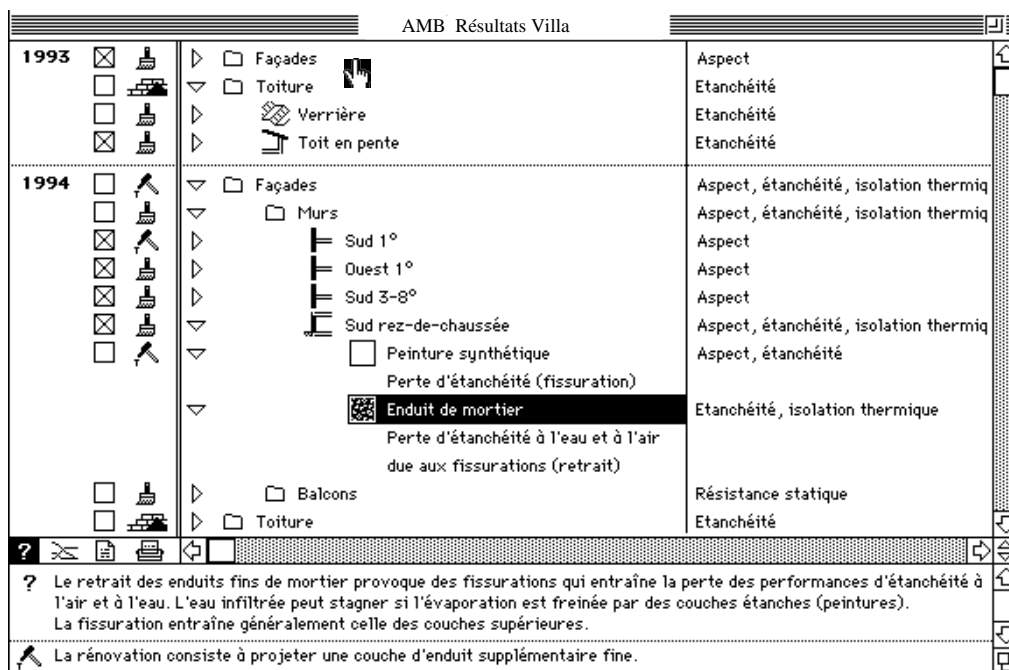 AMB Résultats Villa
1993 Façades Aspect
Toiture Etanchéité
Verrière Etanchéité
Toit en pente Etanchéité
1994 Façades Aspect, étanchéité, isolation thermiq
Murs Aspect, étanchéité, isolation thermiq
Sud 1° Aspect
Ouest 1° Aspect
Sud 3-8° Aspect
Sud rez-de-chaussée Aspect, étanchéité, isolation thermiq
Peinture synthétique Aspect, étanchéité
Perte d'étanchéité (fissuration)
Enduit de mortier Etanchéité, isolation thermique
Perte d'étanchéité à l'eau et à l'air
due aux fissurations (retrait)
Balcons Résistance statique
Toiture Etanchéité
?
? Le retrait des enduits fins de mortier provoque des fissurations qui entraîne la perte des performances d'étanchéité à
l'air et à l'eau. L'eau infiltrée peut stagner si l'évaporation est freinée par des couches étanches (peintures).
La fissuration entraîne généralement celle des couches supérieures.
La rénovation consiste à projeter une couche d'enduit supplémentaire fine.